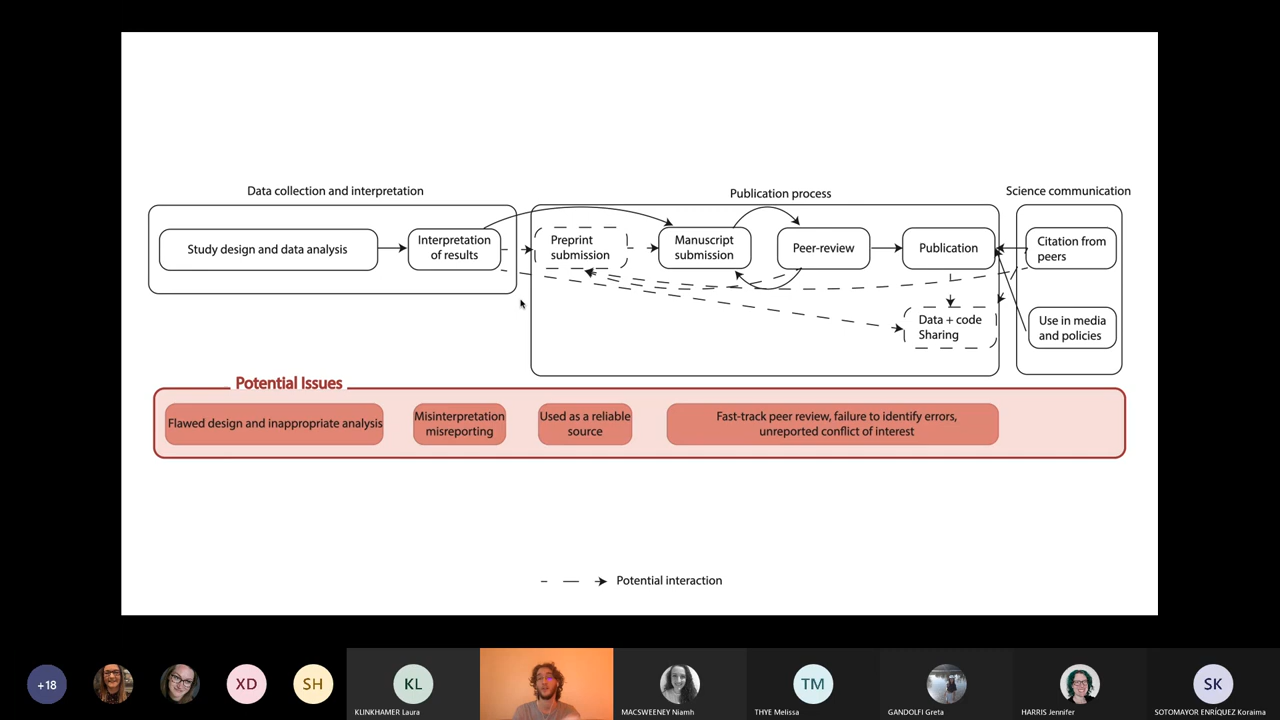 Data collection and interpretation
Publication process
Science communication
Study design and data analysis
Interpretation
of results
Preprint
submission
Manuscript
submission
Peer-review
Publication
Citation from
peers
Data + code
Sharing
Use in media
and policies
Potential Issues
Flawed design and inappropriate analysis
Misinterpretation
misreporting
Used as a reliable
source
Fast-track peer review, failure to identify errors,
unreported conflict of interest
Potential interaction
+18
XD
SH
KL
TM
SK
KLINKHAMER Laura
MACSWEENEY Niamh
THYE Melissa
GANDOLFI Greta
HARRIS Jennifer
SOTOMAYOR ENRÍQUEZ Koraima